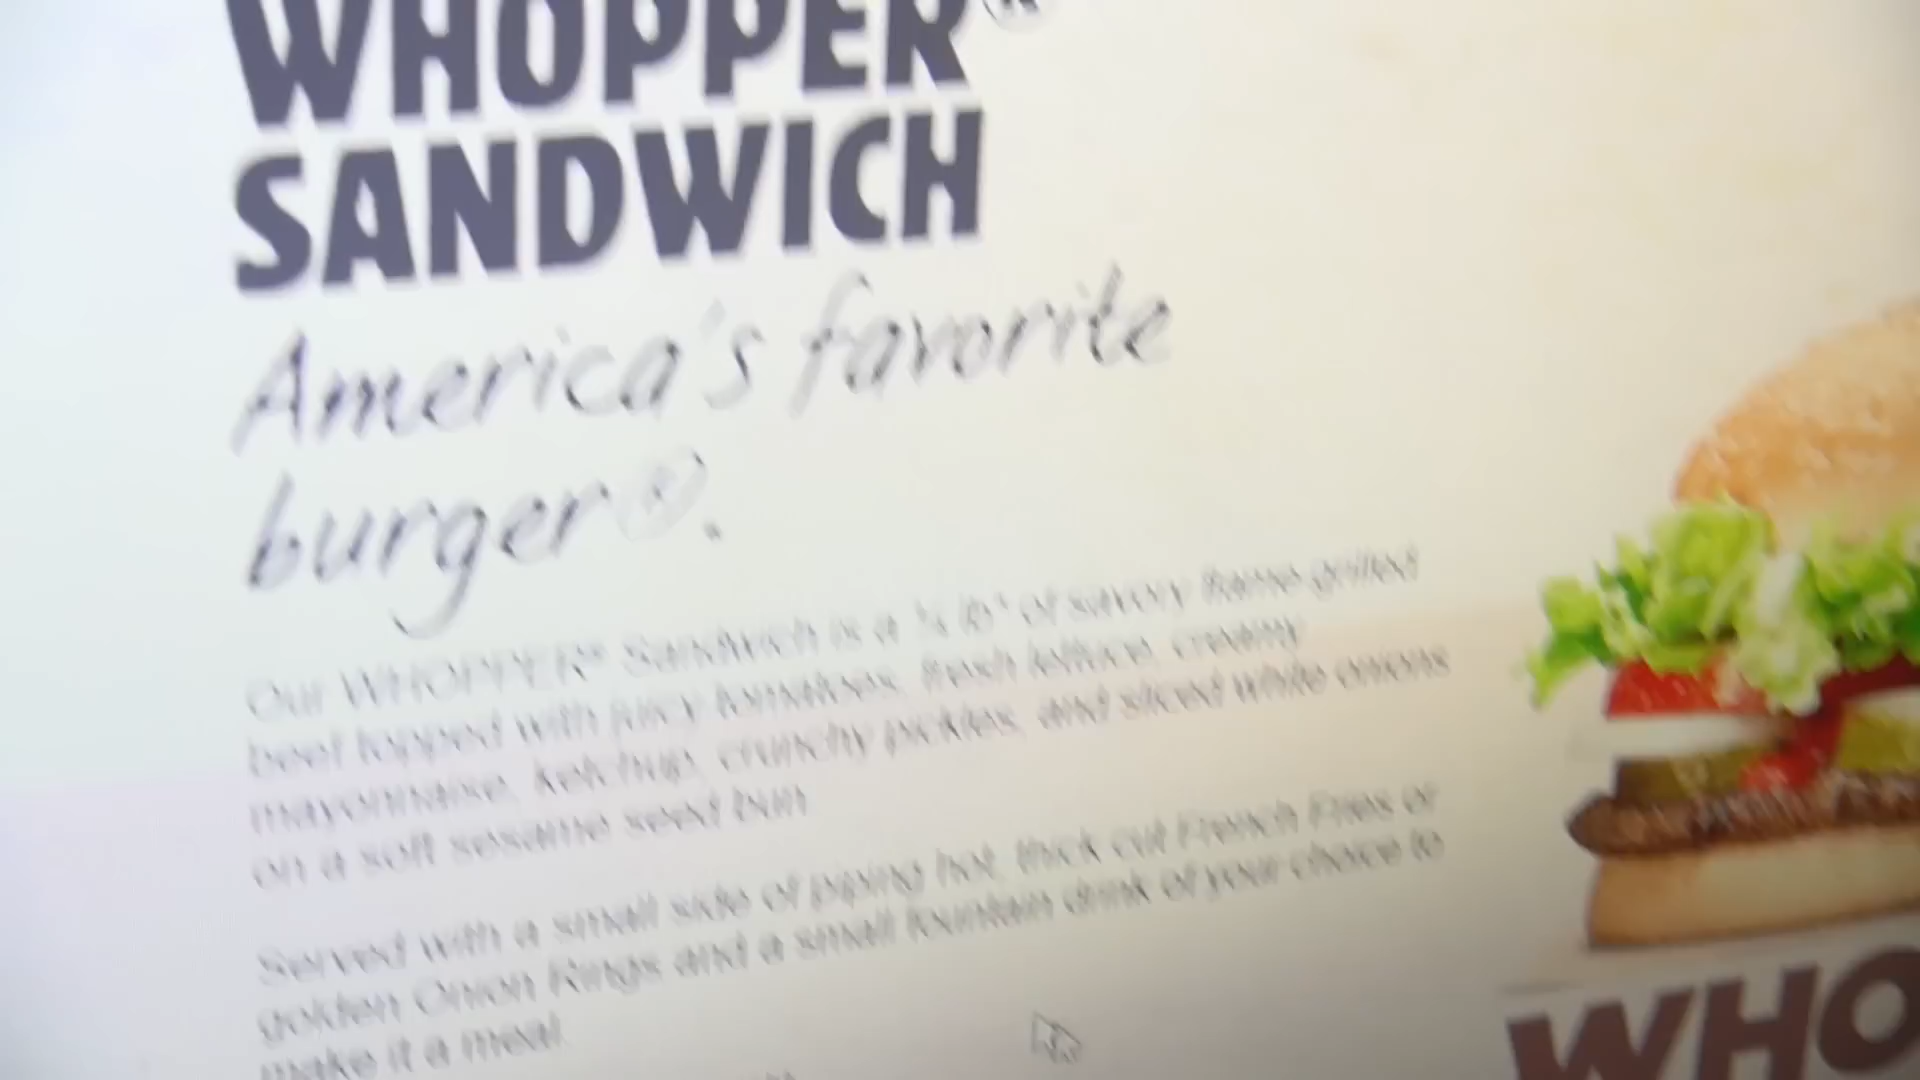 WHOPPER®
SANDWICH
America's favorite
burger®.
Our WHOPPER® Sandwich is a ¼ lb* of savory flame-grilled
beef topped with juicy tomatoes, fresh lettuce, creamy
mayonnaise, ketchup, crunchy pickles, and sliced white onions
on a soft sesame seed bun.
Served with a small side of piping hot, thick cut French Fries or
golden Onion Rings and a small fountain drink of your choice to
make it a meal.
WHO